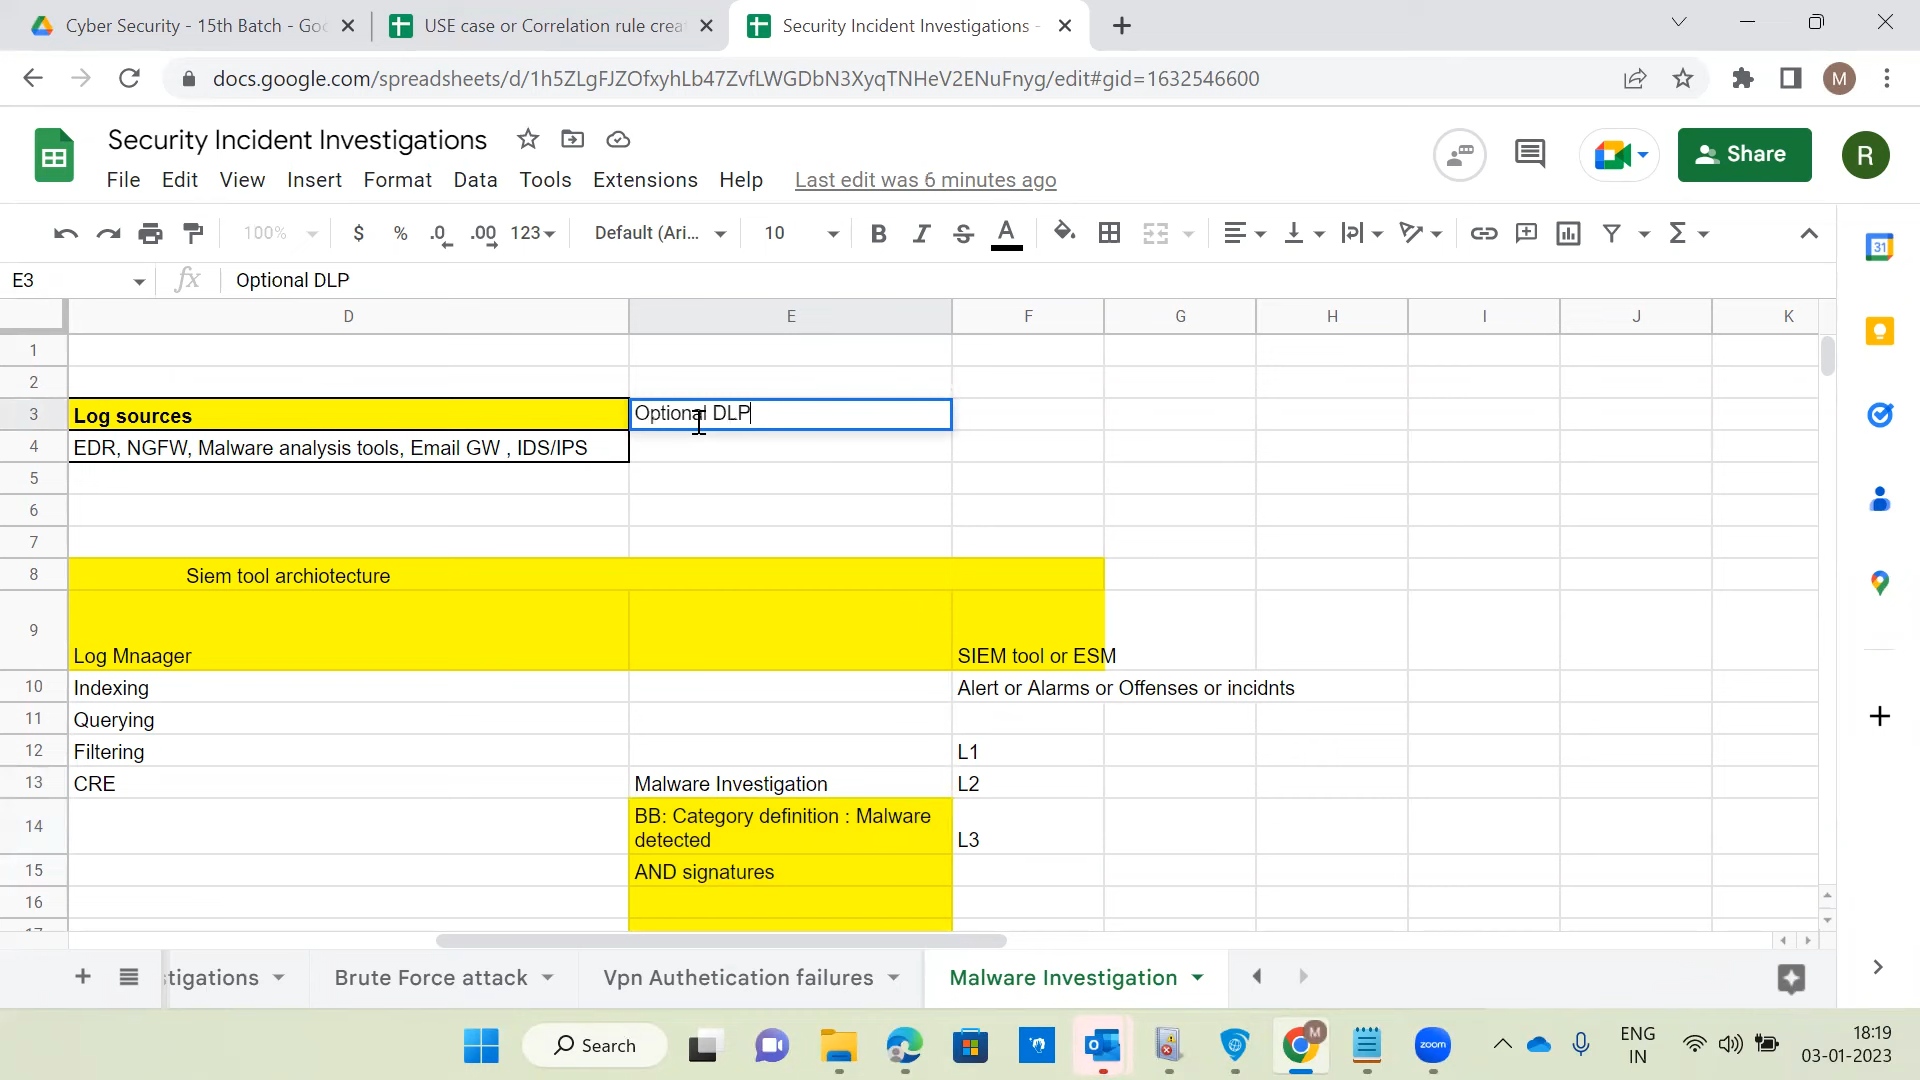 Cyber Security - 15th Batch - Goo
USE case or Correlation rule crea
Security Incident Investigations -
docs.google.com/spreadsheets/d/1h5ZLgFJZOfxyhLb47ZvfLWGDbN3XyqTNHeV2ENuFnyg/edit#gid=1632546600
M
Security Incident Investigations
Share
R
File Edit View Insert Format Data Tools Extensions Help Last edit was 6 minutes ago
100% $ % .0 .00 123 Default (Ari... 10 B I S A
31
E3 fx Optional DLP
D E F G H I J K
1
2
3 Log sources Optional DLP
4 EDR, NGFW, Malware analysis tools, Email GW , IDS/IPS
5
6
7
8 Siem tool archiotecture
9 Log Mnaager SIEM tool or ESM
10 Indexing Alert or Alarms or Offenses or incidnts
11 Querying
12 Filtering L1
13 CRE Malware Investigation L2
14 BB: Category definition : Malware
detected L3
15 AND signatures
16
17
tigations Brute Force attack Vpn Authetication failures Malware Investigation
Search
M
zoom
ENG
IN
18:19
03-01-2023